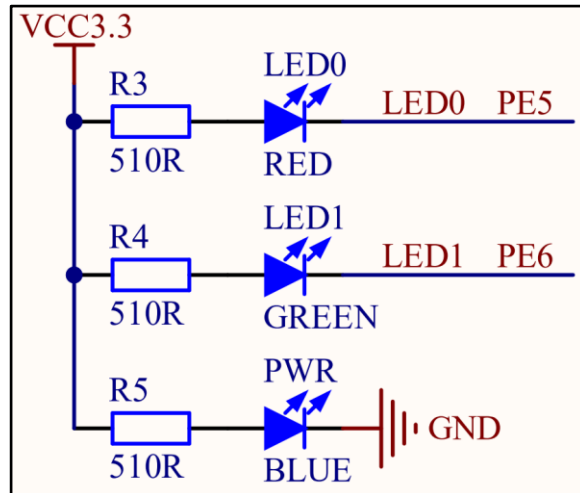 VCC3.3
R3
LED0
LED0 PE5
510R
RED
R4
LED1
LED1 PE6
510R
GREEN
R5
PWR
GND
510R
BLUE